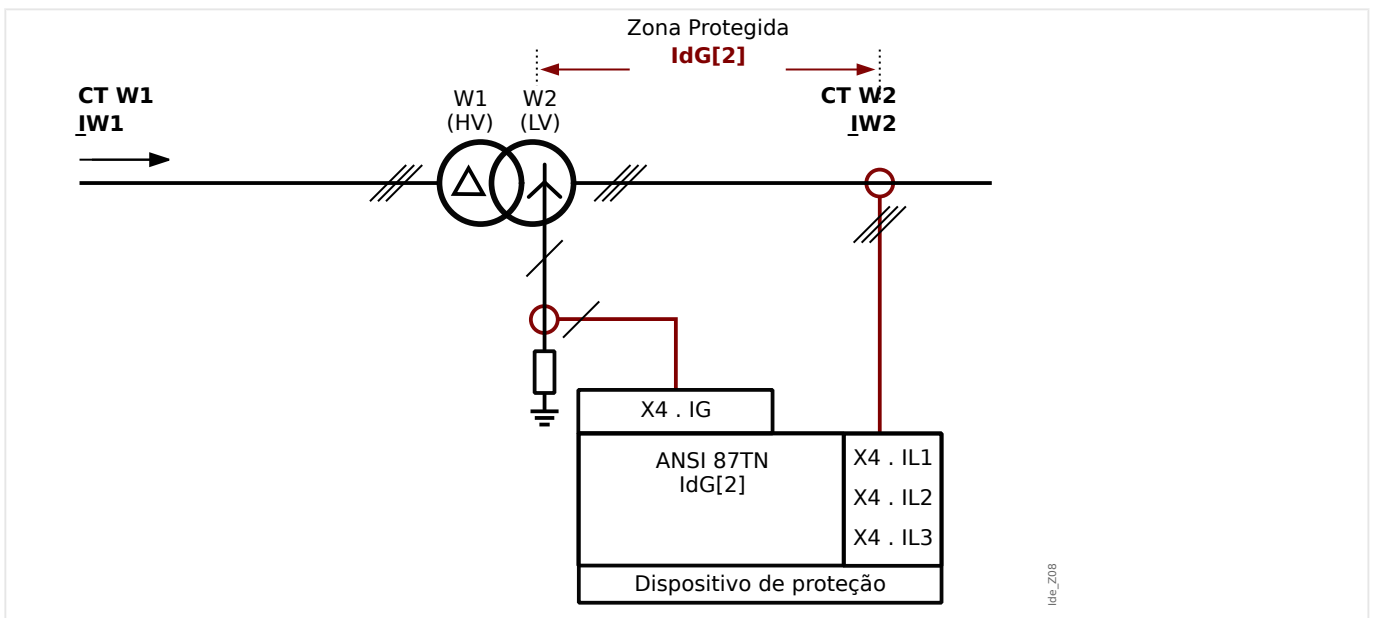 Zona Protegida
IdG[2]
CT W1
IW1
W1
(HV)
W2
(LV)
CT W2
IW2
X4 . IG
ANSI 87TN
IdG[2]
X4 . IL1
X4 . IL2
X4 . IL3
Dispositivo de proteção
Ide_Z08